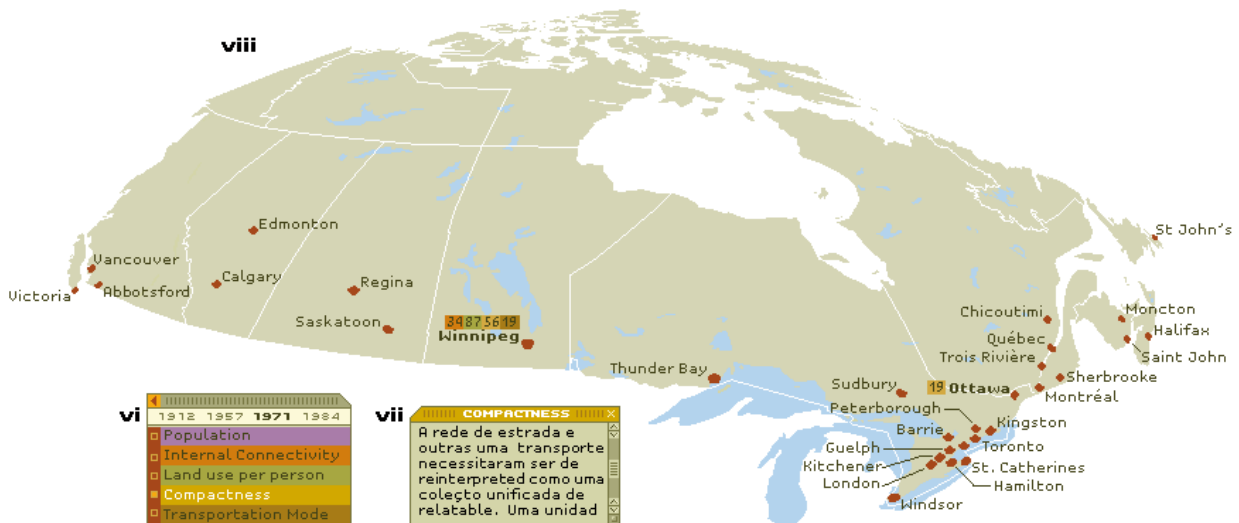 viii
St John's
Edmonton
Vancouver
Calgary
Regina
Victoria
Abbotsford
Chicoutimi
Moncton
Saskatoon
34 87 56 19
Winnipeg
Québec
Halifax
Trois Rivière
Saint John
Thunder Bay
Sudbury
19 Ottawa
Sherbrooke
Montréal
Peterborough
Kingston
Barrie
Guelph
Toronto
Kitchener
St. Catherines
London
Hamilton
Windsor
vi
1912 1957 1971 1984
Population
Internal Connectivity
Land use per person
Compactness
Transportation Mode
vii
COMPACTNESS
A rede de estrada e
outras uma transporte
necessitaram ser de
reinterpreted como uma
coleçto unificada de
relatable. Uma unidad